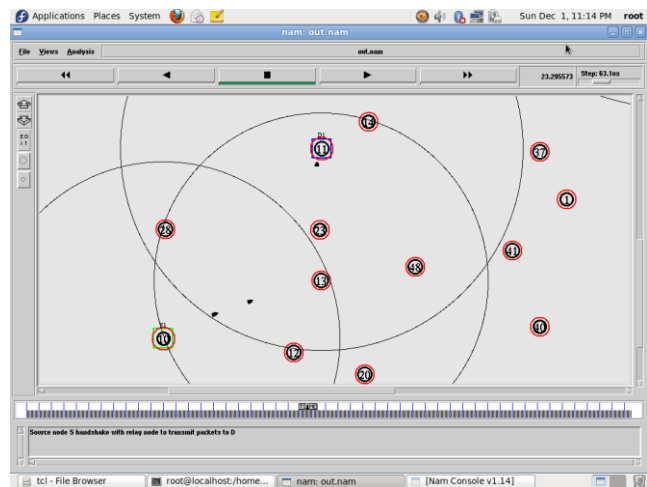 Applications Places System Sun Dec 1, 11:14 PM root
nam: out.nam
File Views Analysis out.nam
23.295573 Step: 63.1ms
14
D1
11
37
1
28
23
41
48
13
S1
10
40
12
20
Source node S handshake with relay node to transmit packets to D
tcl - File Browser root@localhost:/home... nam: out.nam [Nam Console v1.14]